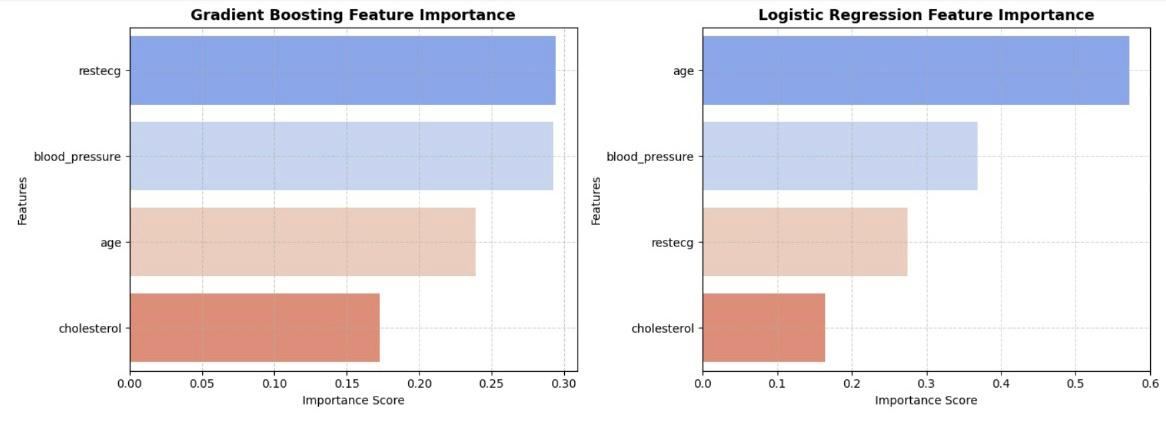 Gradient Boosting Feature Importance
restecg
blood_pressure
age
cholesterol
Features
0.00 0.05 0.10 0.15 0.20 0.25 0.30
Importance Score
Logistic Regression Feature Importance
age
blood_pressure
restecg
cholesterol
Features
0.0 0.1 0.2 0.3 0.4 0.5 0.6
Importance Score